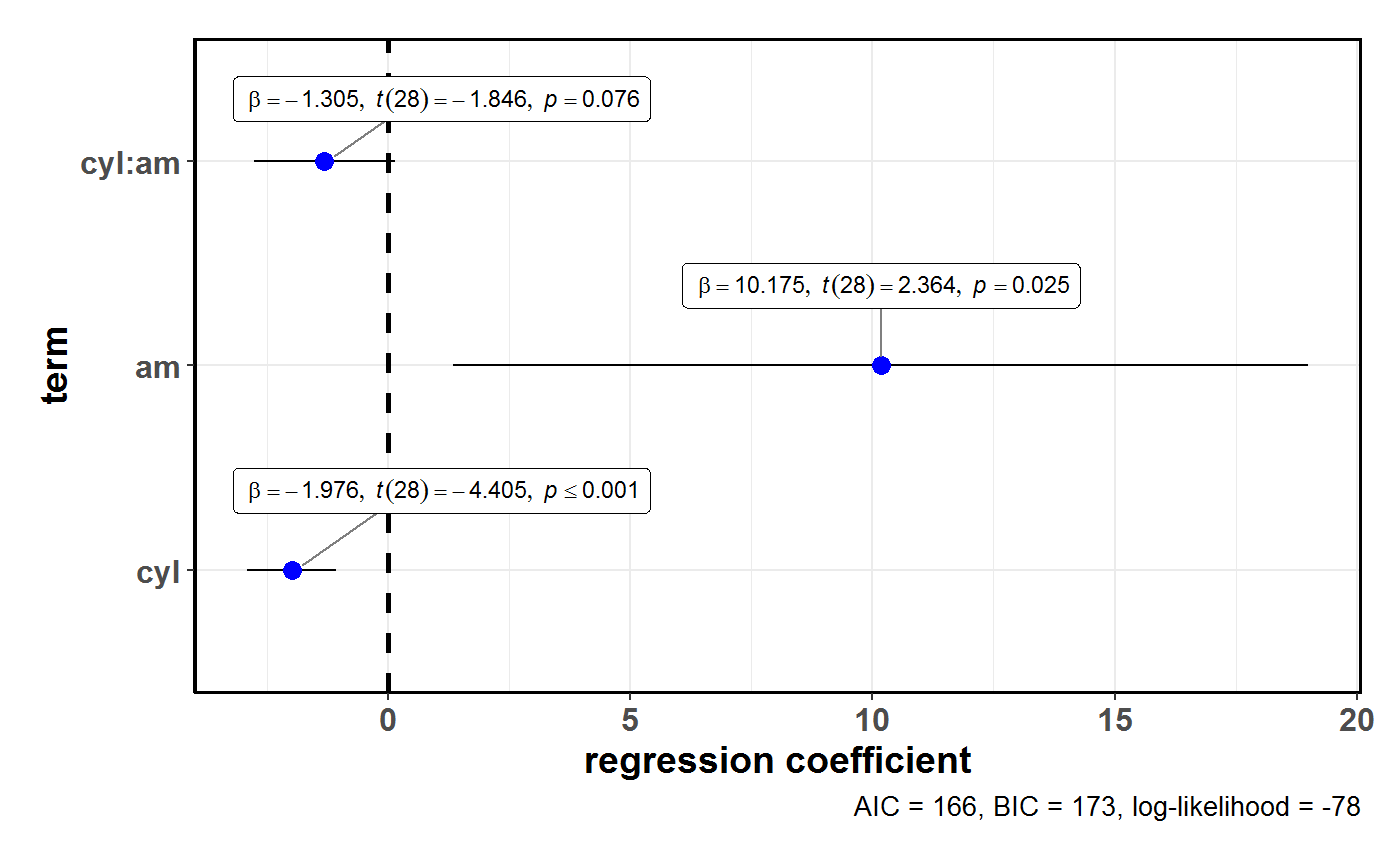 β = −1.305, t(28) = −1.846, p = 0.076
cyl:am
β = 10.175, t(28) = 2.364, p = 0.025
term
am
β = −1.976, t(28) = −4.405, p ≤ 0.001
cyl
0 5 10 15 20
regression coefficient
AIC = 166, BIC = 173, log-likelihood = -78